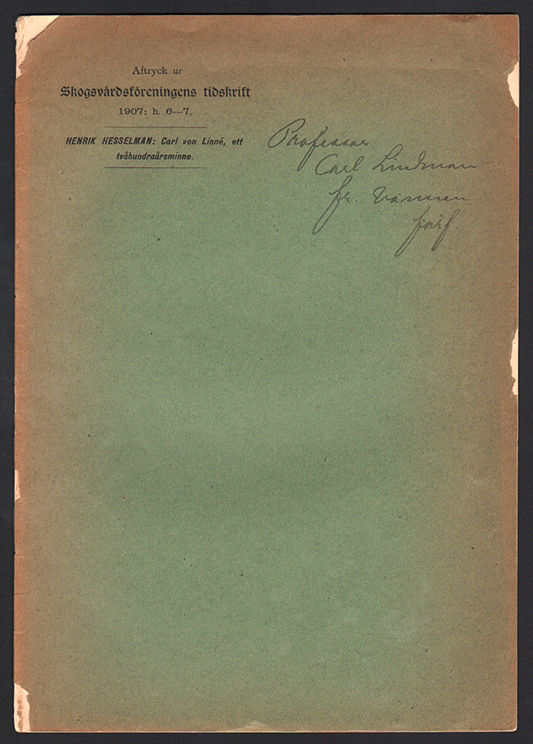 Aftryck ur
Skogsvårdsföreningens tidskrift
1907; h. 6—7.
HENRIK HESSELMAN: Carl von Linné, ett
tvåhundraårsminne.
Professor
Carl Lindman
fr. vännen
förf